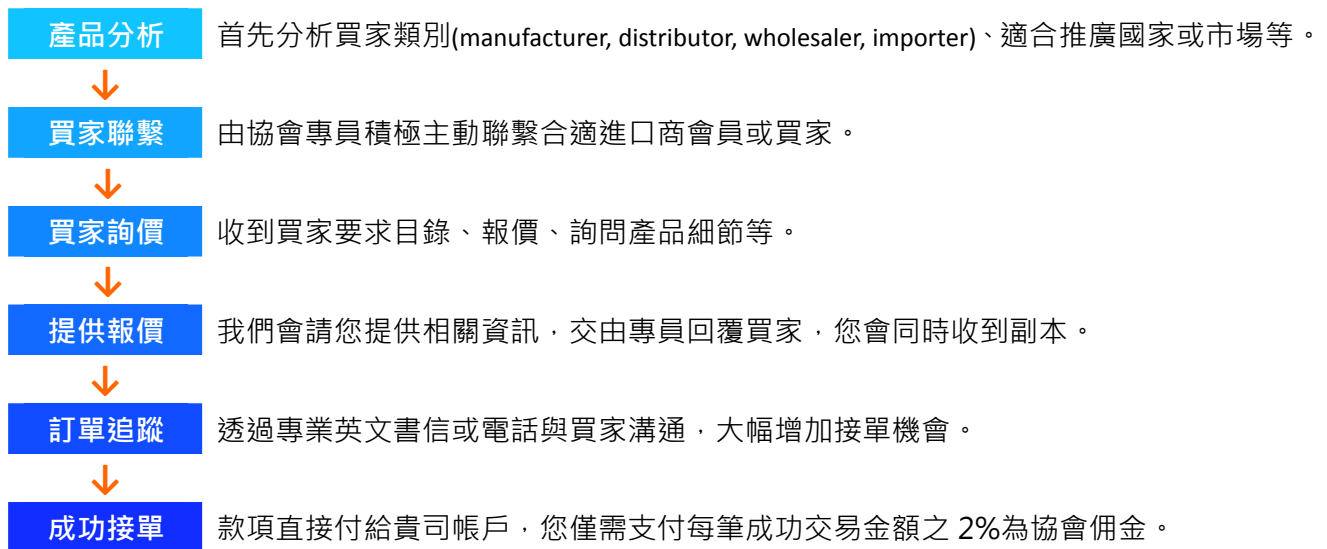 產品分析 首先分析買家類別(manufacturer, distributor, wholesaler, importer)、適合推廣國家或市場等。
買家聯繫 由協會專員積極主動聯繫合適進口商會員或買家。
買家詢價 收到買家要求目錄、報價、詢問產品細節等。
提供報價 我們會請您提供相關資訊，交由專員回覆買家，您會同時收到副本。
訂單追蹤 透過專業英文書信或電話與買家溝通，大幅增加接單機會。
成功接單 款項直接付給貴司帳戶，您僅需支付每筆成功交易金額之 2%為協會佣金。